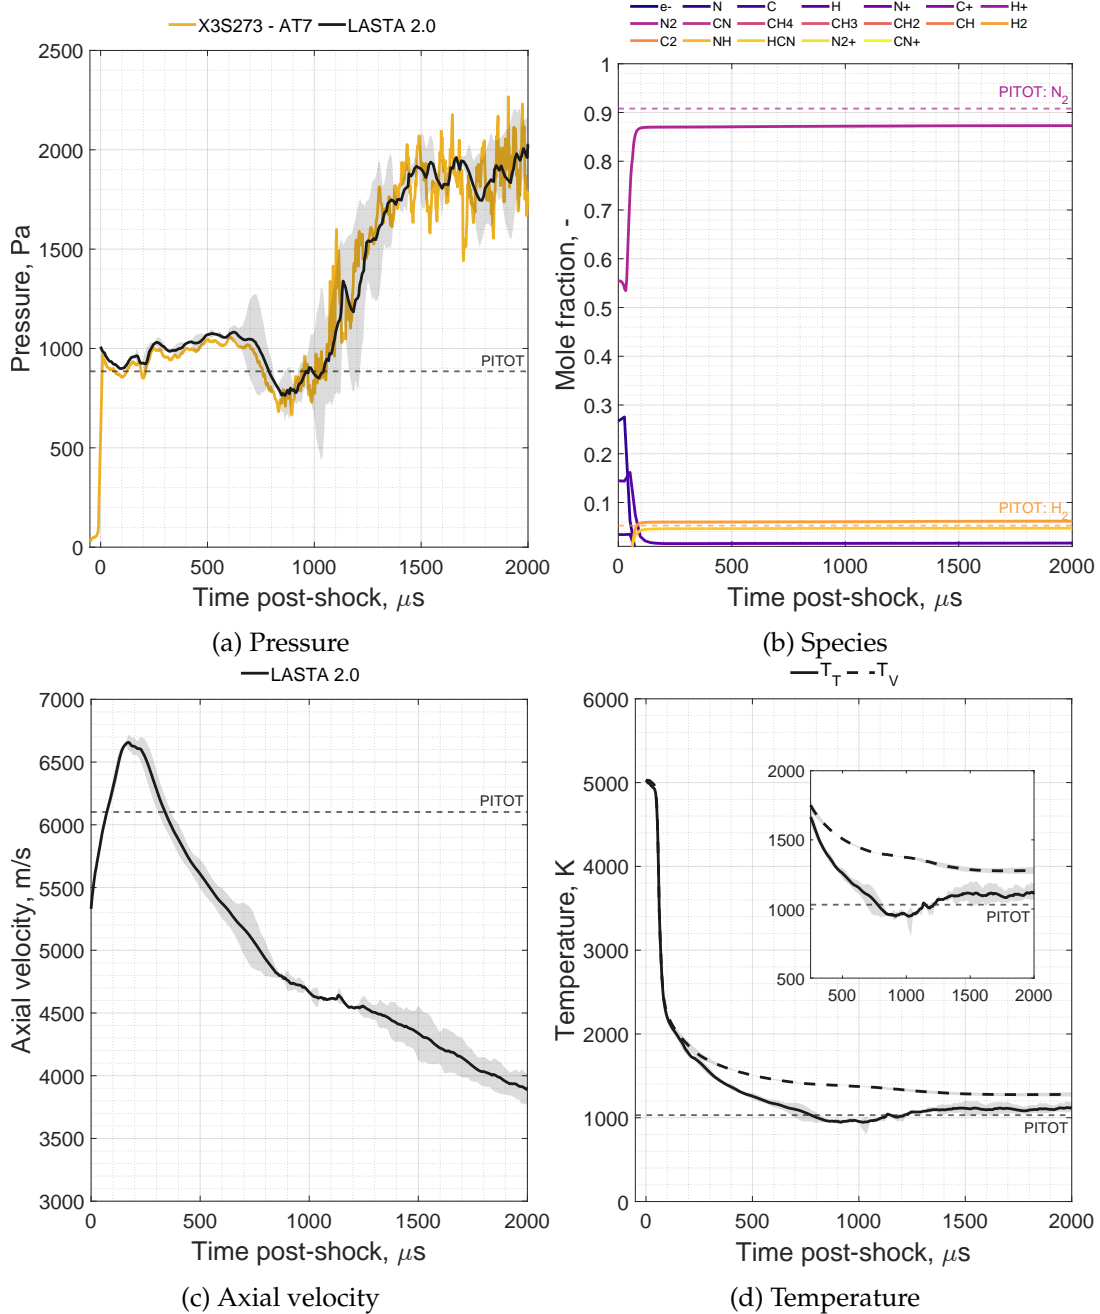 X3S273 - AT7 LASTA 2.0
2500
2000
1500
1000
500
0
Pressure, Pa
PITOT
0 500 1000 1500 2000
Time post-shock, μs
(a) Pressure
e- N C H N+ C+ H+
N2 CN CH4 CH3 CH2 CH H2
C2 NH HCN N2+ CN+
1
0.9
0.8
0.7
0.6
0.5
0.4
0.3
0.2
0.1
Mole fraction, -
PITOT: N2
PITOT: H2
0 500 1000 1500 2000
Time post-shock, μs
(b) Species
LASTA 2.0
7000
6500
6000
5500
5000
4500
4000
3500
3000
Axial velocity, m/s
PITOT
0 500 1000 1500 2000
Time post-shock, μs
(c) Axial velocity
T_T T_V
6000
5000
4000
3000
2000
1000
0
Temperature, K
2000
1500
1000
500
PITOT
500 1000 1500 2000
PITOT
0 500 1000 1500 2000
Time post-shock, μs
(d) Temperature